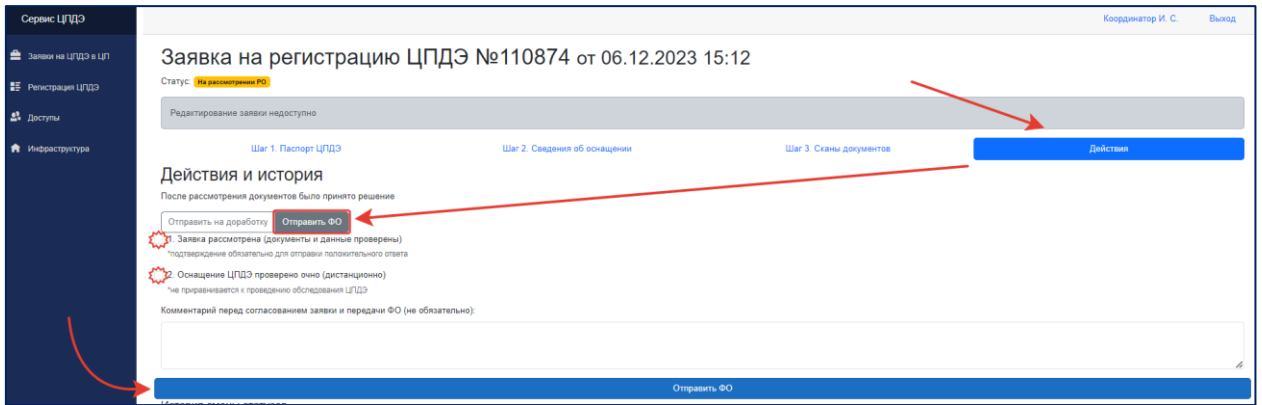 Сервис ЦПДЭ
Координатор И. С. Выход
Заявки на ЦПДЭ в ЦП
Регистрация ЦПДЭ
Доступы
Инфраструктура
Заявка на регистрацию ЦПДЭ №110874 от 06.12.2023 15:12
Статус: На рассмотрении РО
Редактирование заявки недоступно
Шаг 1. Паспорт ЦПДЭ Шаг 2. Сведения об оснащении Шаг 3. Сканы документов Действия
Действия и история
После рассмотрения документов было принято решение
Отправить на доработку Отправить ФО
1. Заявка рассмотрена (документы и данные проверены)
*подтверждение обязательно для отправки положительного ответа
2. Оснащение ЦПДЭ проверено очно (дистанционно)
*не приравнивается к проведению обследования ЦПДЭ
Комментарий перед согласованием заявки и передачи ФО (не обязательно):
Отправить ФО
История смены статусов